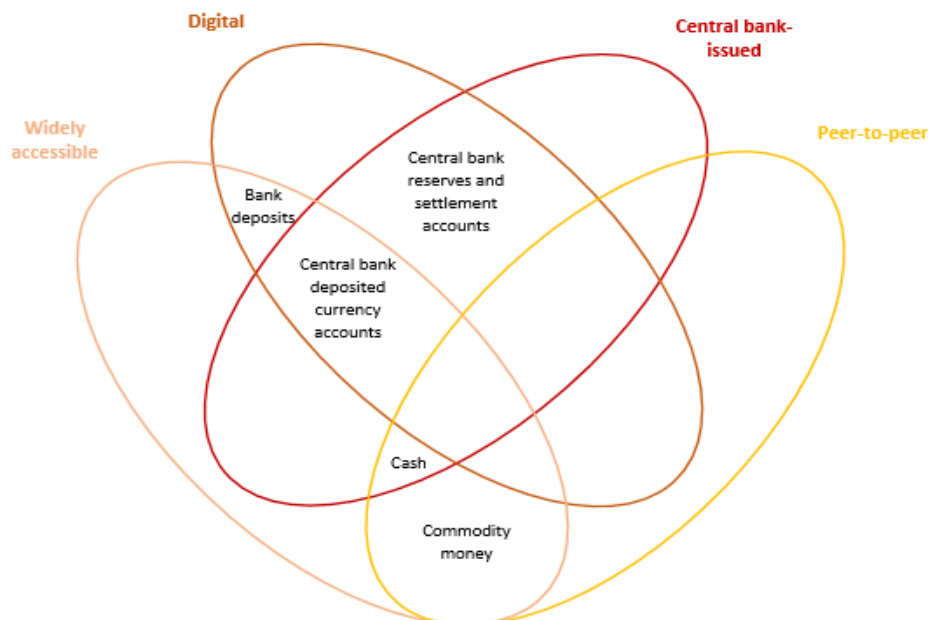 Digital
Central bank-
issued
Widely
accessible
Peer-to-peer
Central bank
reserves and
settlement
accounts
Bank
deposits
Central bank
deposited
currency
accounts
Cash
Commodity
money